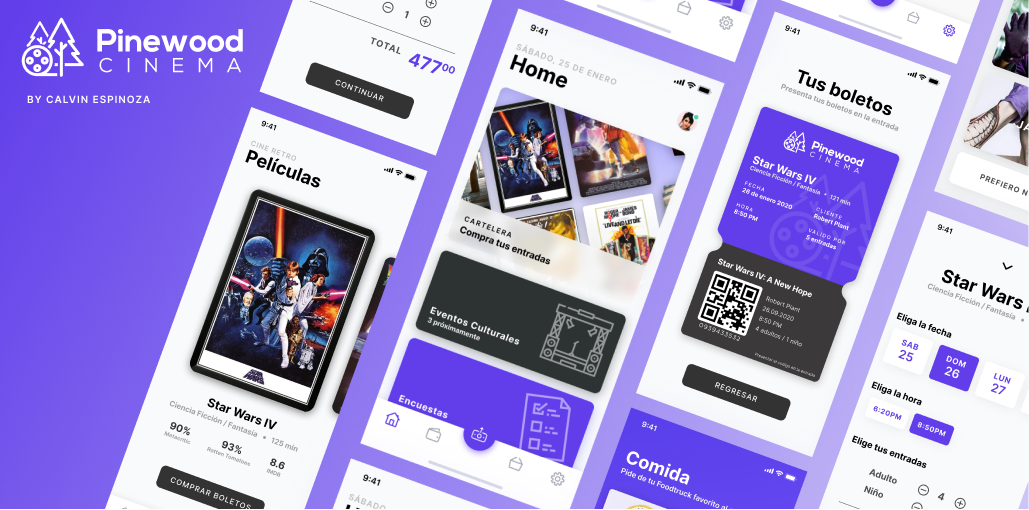 Pinewood
CINEMA
BY CALVIN ESPINOZA
1
TOTAL
477⁰⁰
CONTINUAR
9:41
CINE RETRO
Películas
Star Wars IV
Ciencia Ficción / Fantasía • 125 min
90%
Metacritic
93%
Rotten Tomatoes
8.6
IMDB
COMPRAR BOLETOS
9:41
SÁBADO, 25 DE ENERO
Home
CARTELERA
Compra tus entradas
Eventos Culturales
3 próximamente
Encuestas
9:41
SÁBADO
9:41
Tus boletos
Presenta tus boletos en la entrada
Pinewood
CINEMA
Star Wars IV
Ciencia Ficción / Fantasía • 121 min
FECHA
26 de enero 2020
CLIENTE
Robert Plant
HORA
8:50 PM
VALIDO POR
5 entradas
Star Wars IV: A New Hope
Robert Plant
26.09.2020
8:50 PM
4 adultos / 1 niño
0939433532
Presentar el código en la entrada
REGRESAR
9:41
Comida
Pide de tu Foodtruck favorito al
PREFIERO N
9:41
Star Wars
Ciencia Ficción / Fantasía •
Eliga la fecha
SAB
25
DOM
26
LUN
27
Eliga la hora
6:20PM
8:50PM
Elige tus entradas
Adulto
4
Niño